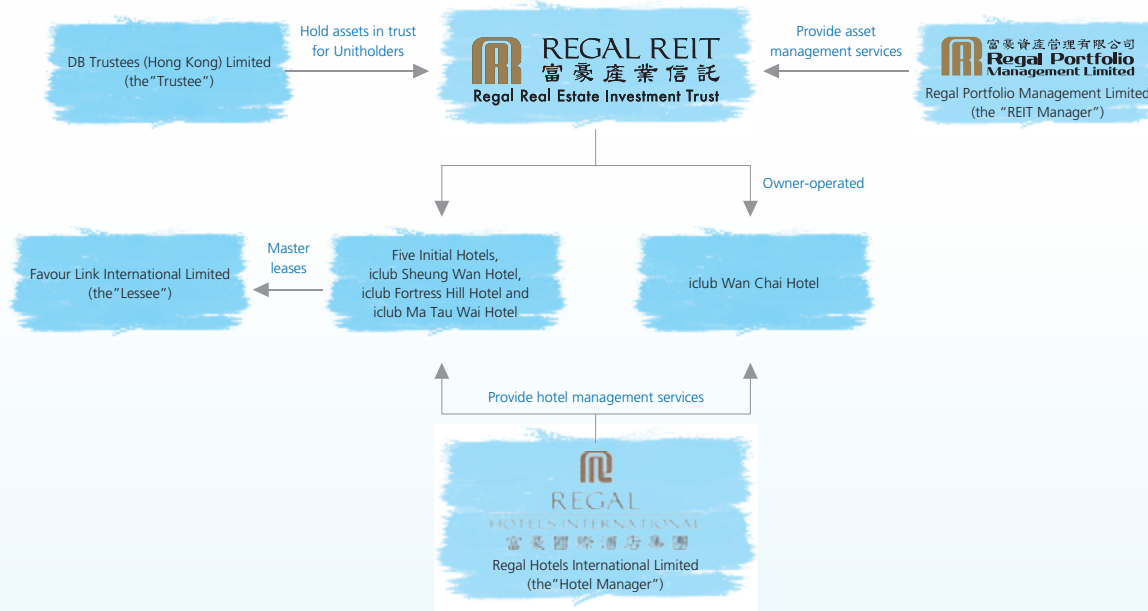 Hold assets in trust
for Unitholders
DB Trustees (Hong Kong) Limited
(the"Trustee")
REGAL REIT
富豪產業信託
Regal Real Estate Investment Trust
Provide asset
management services
富豪資產管理有限公司
Regal Portfolio
Management Limited
Regal Portfolio Management Limited
(the "REIT Manager")
Owner-operated
Favour Link International Limited
(the"Lessee")
Master
leases
Five Initial Hotels,
iclub Sheung Wan Hotel,
iclub Fortress Hill Hotel and
iclub Ma Tau Wai Hotel
iclub Wan Chai Hotel
Provide hotel management services
REGAL
HOTELS INTERNATIONAL
富豪國際酒店集團
Regal Hotels International Limited
(the"Hotel Manager")